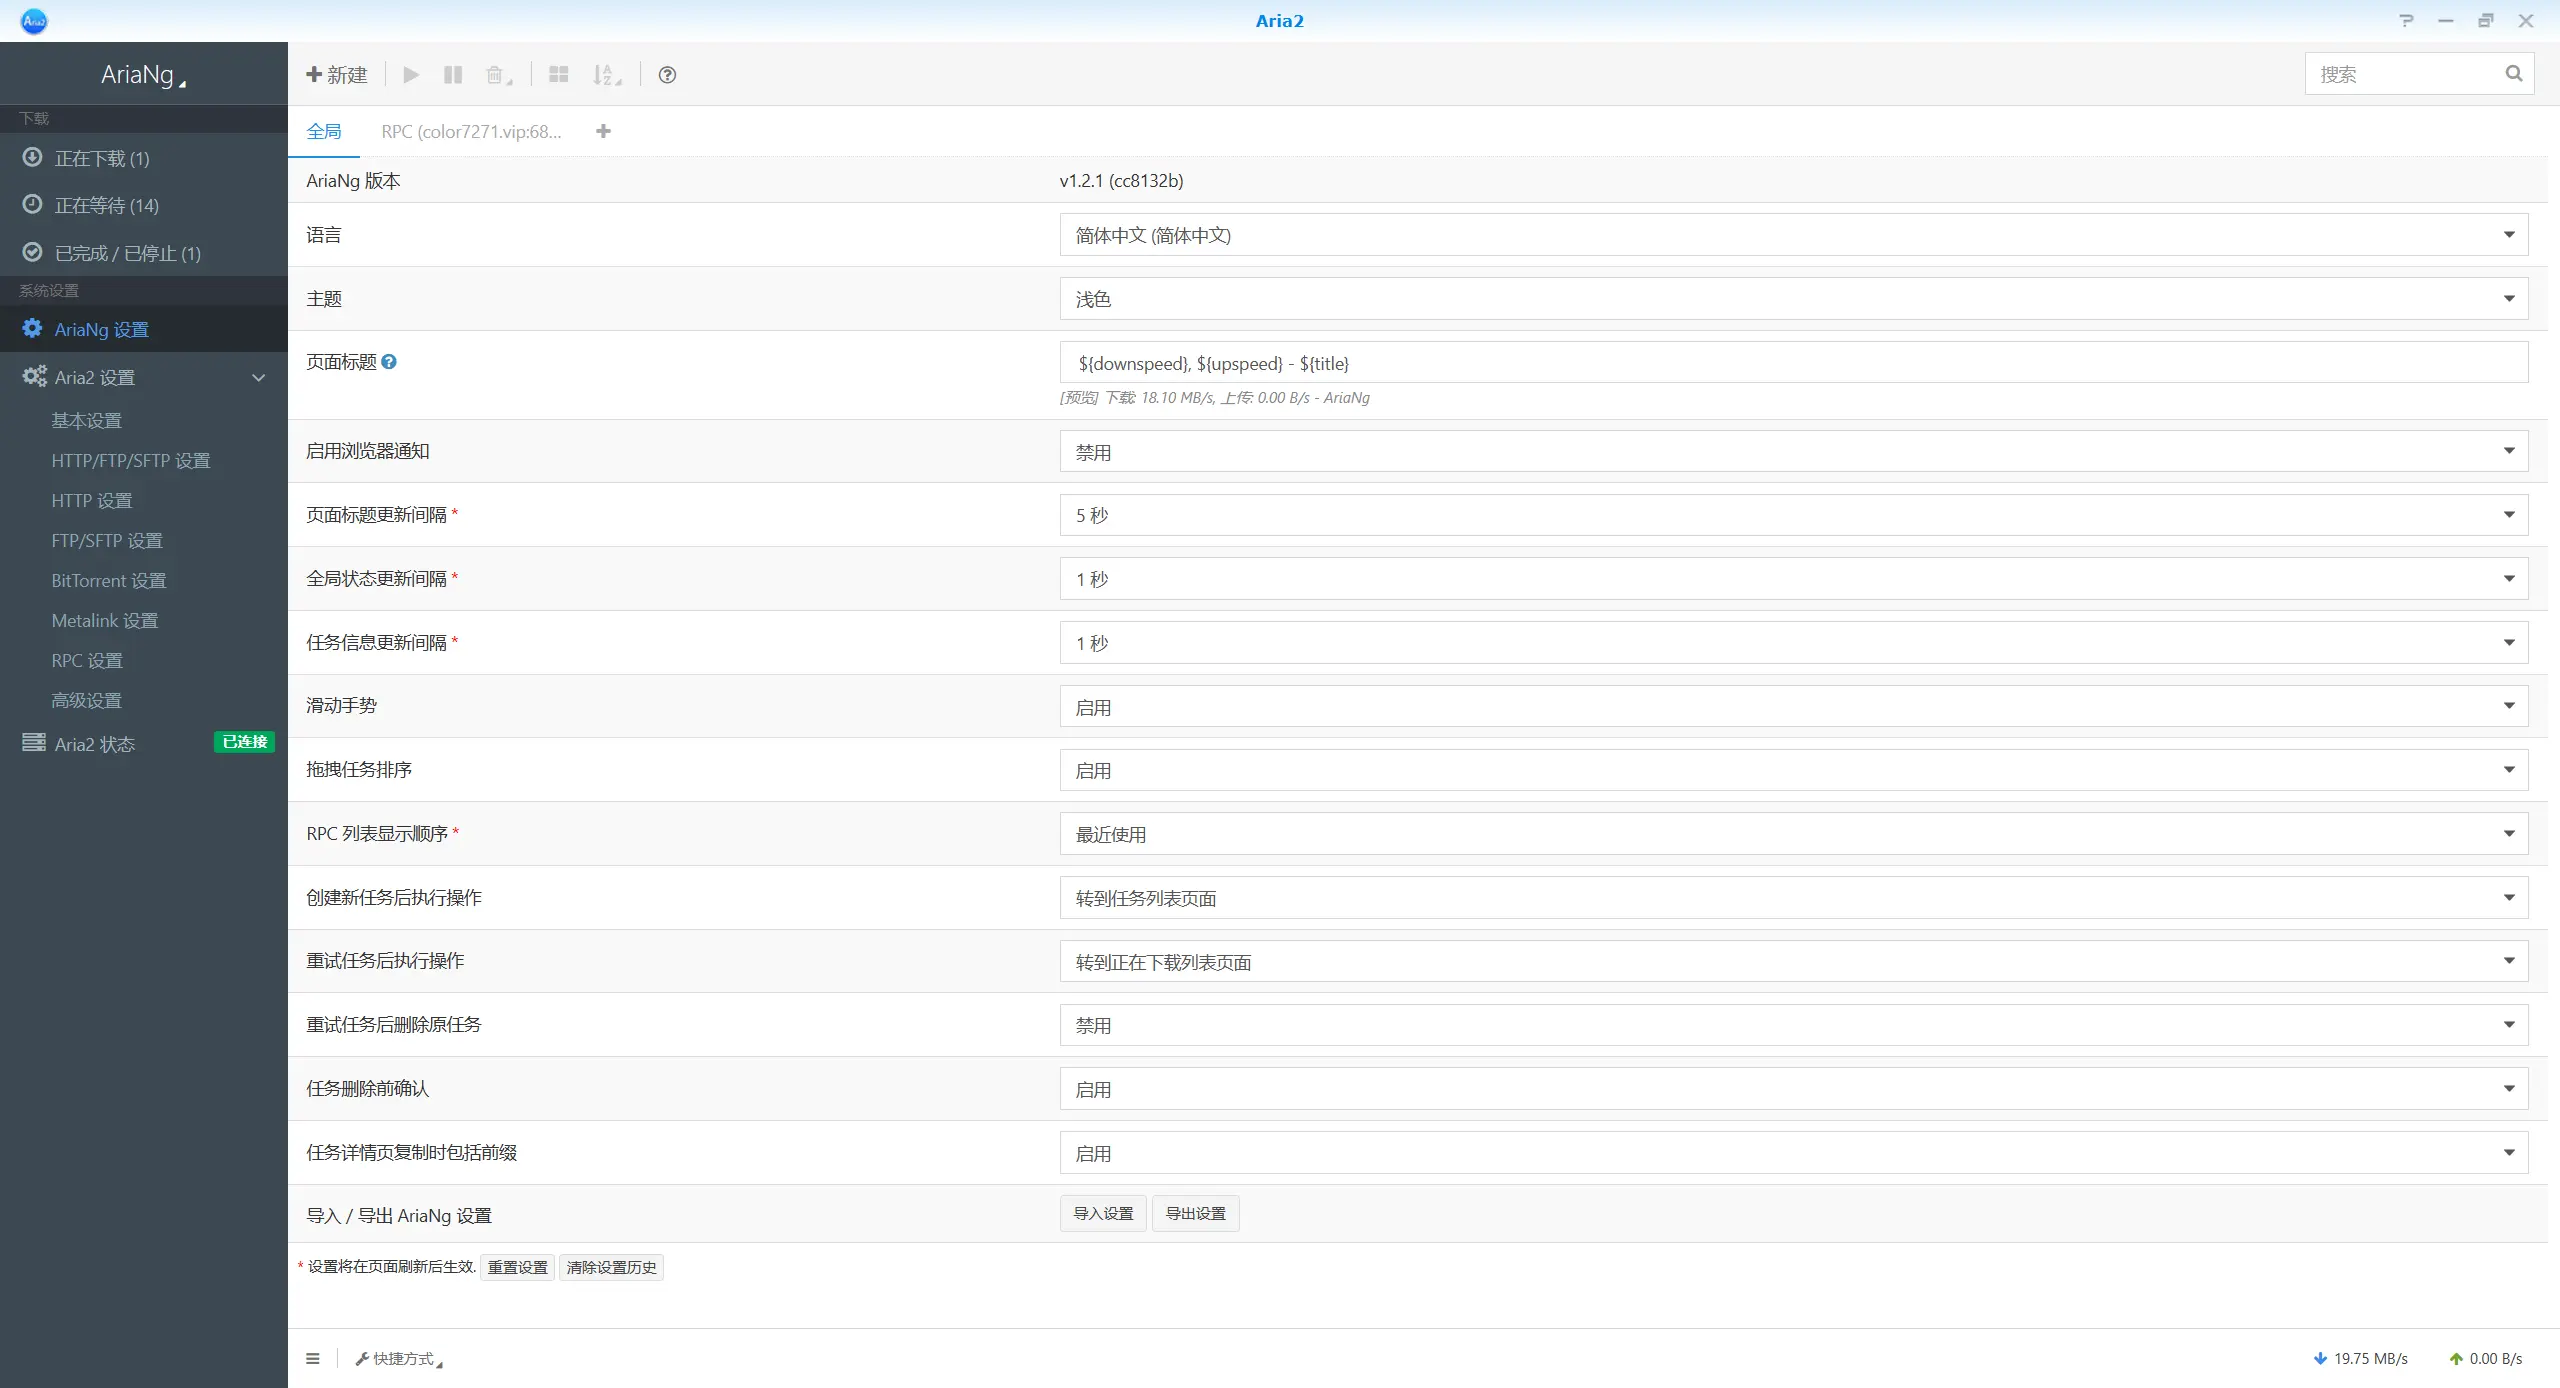 Aria2
AriaNg
下载
正在下载 (1)
正在等待 (14)
已完成 / 已停止 (1)
系统设置
AriaNg 设置
Aria2 设置
基本设置
HTTP/FTP/SFTP 设置
HTTP 设置
FTP/SFTP 设置
BitTorrent 设置
Metalink 设置
RPC 设置
高级设置
Aria2 状态 已连接
新建
搜索
全局 RPC (color7271.vip:68...
AriaNg 版本 v1.2.1 (cc8132b)
语言 简体中文 (简体中文)
主题 浅色
页面标题 ${downspeed}, ${upspeed} - ${title}
[预览] 下载: 18.10 MB/s, 上传: 0.00 B/s - AriaNg
启用浏览器通知 禁用
页面标题更新间隔 * 5 秒
全局状态更新间隔 * 1 秒
任务信息更新间隔 * 1 秒
滑动手势 启用
拖拽任务排序 启用
RPC 列表显示顺序 * 最近使用
创建新任务后执行操作 转到任务列表页面
重试任务后执行操作 转到正在下载列表页面
重试任务后删除原任务 禁用
任务删除前确认 启用
任务详情页复制时包括前缀 启用
导入 / 导出 AriaNg 设置 导入设置 导出设置
* 设置将在页面刷新后生效. 重置设置 清除设置历史
快捷方式 19.75 MB/s 0.00 B/s